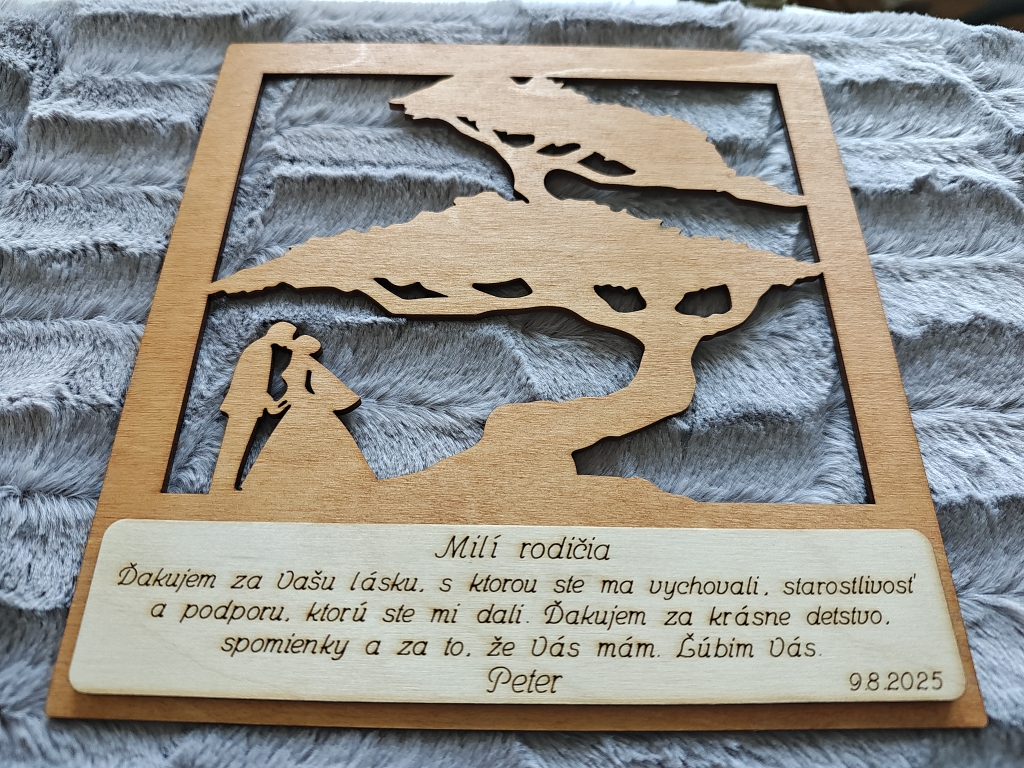 Milí rodičia
Ďakujem za Vašu lásku, s ktorou ste ma vychovali, starostlivosť
a podporu, ktorú ste mi dali. Ďakujem za krásne detstvo,
spomienky a za to, že Vás mám. Ľúbim Vás.
Peter
9.8.2025